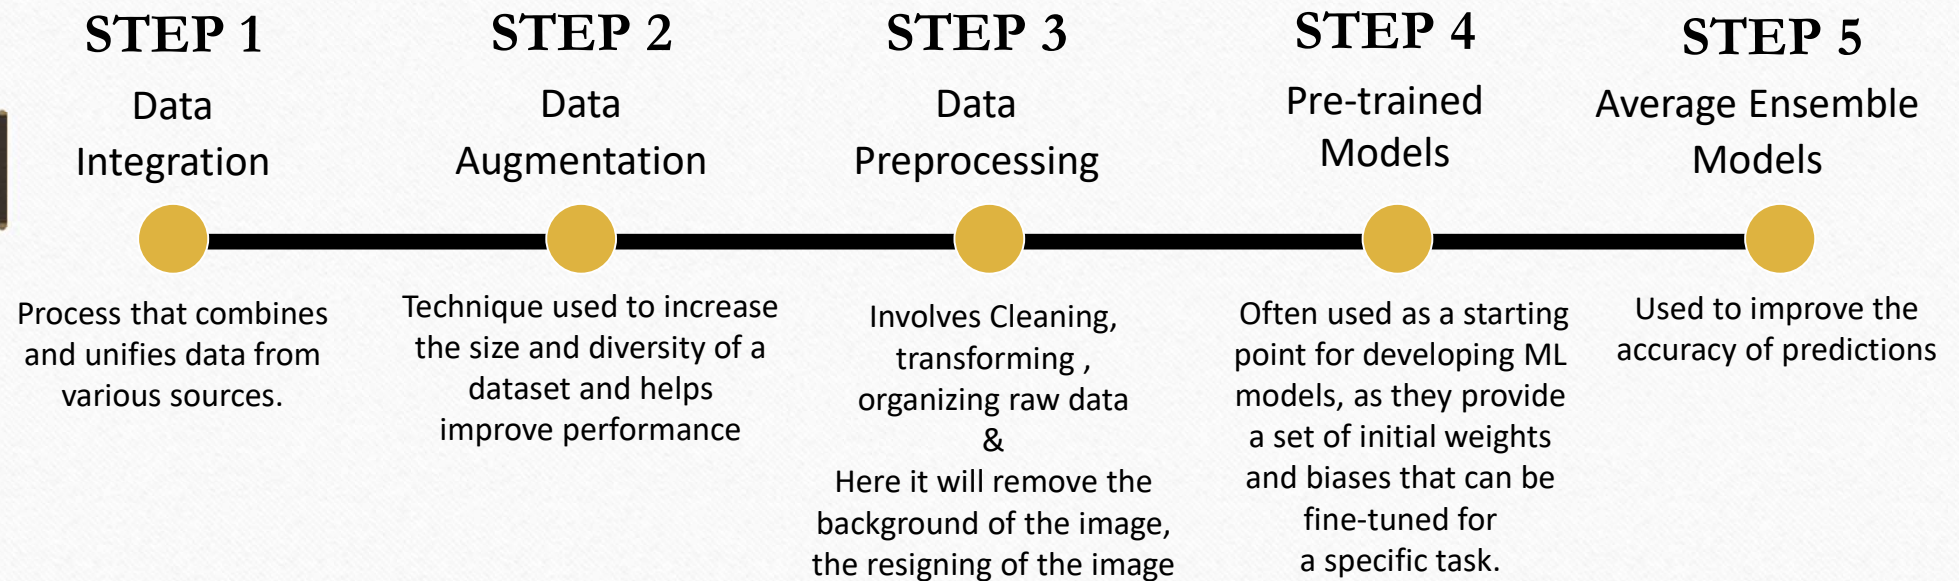 STEP 1
Data
Integration
Process that combines
and unifies data from
various sources.
STEP 2
Data
Augmentation
Technique used to increase
the size and diversity of a
dataset and helps
improve performance
STEP 3
Data
Preprocessing
Involves Cleaning,
transforming ,
organizing raw data
&
Here it will remove the
background of the image,
the resigning of the image
STEP 4
Pre-trained
Models
Often used as a starting
point for developing ML
models, as they provide
a set of initial weights
and biases that can be
fine-tuned for
a specific task.
STEP 5
Average Ensemble
Models
Used to improve the
accuracy of predictions